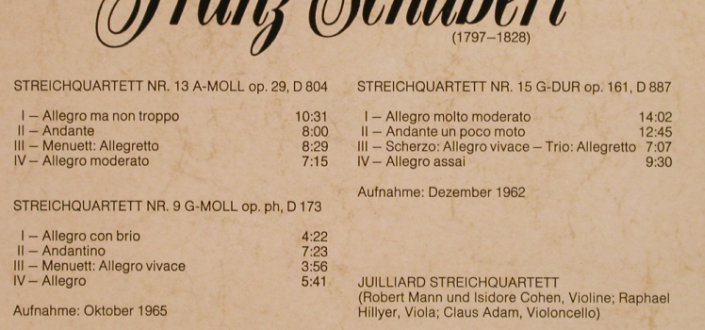 Franz Schubert
(1797–1828)
STREICHQUARTETT NR. 13 A-MOLL op. 29, D 804
I – Allegro ma non troppo 10:31
II – Andante 8:00
III – Menuett: Allegretto 8:29
IV – Allegro moderato 7:15
STREICHQUARTETT NR. 9 G-MOLL op. ph, D 173
I – Allegro con brio 4:22
II – Andantino 7:23
III – Menuett: Allegro vivace 3:56
IV – Allegro 5:41
Aufnahme: Oktober 1965
STREICHQUARTETT NR. 15 G-DUR op. 161, D 887
I – Allegro molto moderato 14:02
II – Andante un poco moto 12:45
III – Scherzo: Allegro vivace – Trio: Allegretto 7:07
IV – Allegro assai 9:30
Aufnahme: Dezember 1962
JUILLIARD STREICHQUARTETT
(Robert Mann und Isidore Cohen, Violine; Raphael
Hillyer, Viola; Claus Adam, Violoncello)